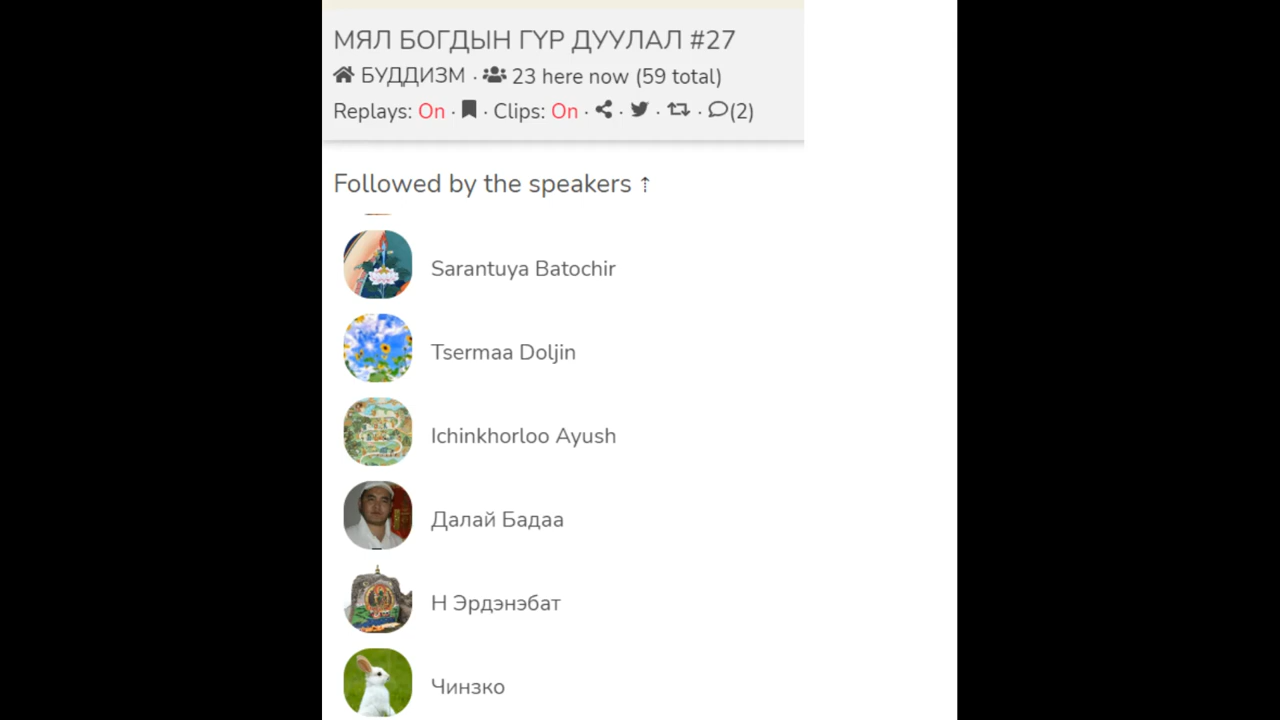 МЯЛ БОГДЫН ГҮР ДУУЛАЛ #27
БУДДИЗМ · 23 here now (59 total)
Replays: On · · Clips: On · · · · (2)
Followed by the speakers ⇡
Sarantuya Batochir
Tsermaa Doljin
Ichinkhorloo Ayush
Далай Бадаа
Н Эрдэнэбат
Чинзко